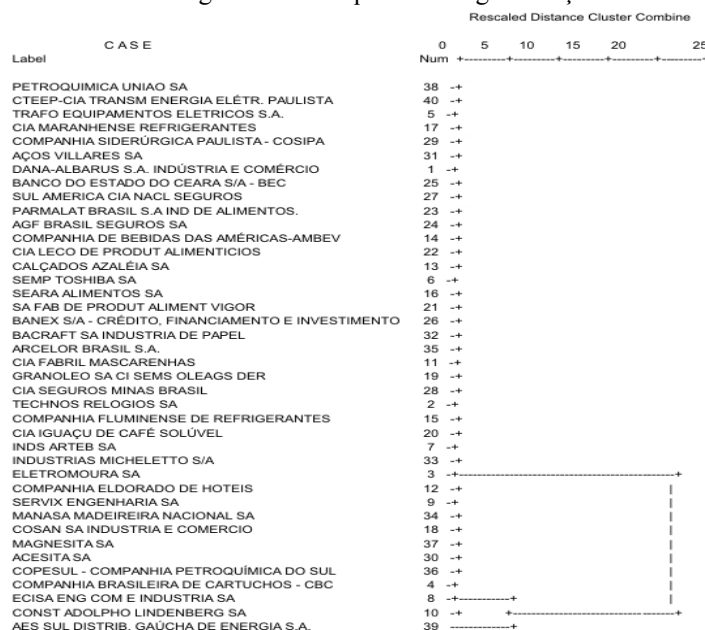 Rescaled Distance Cluster Combine
C A S E 0 5 10 15 20 25
Label Num +---------+---------+---------+---------+---------+
PETROQUIMICA UNIAO SA 38 -+
CTEEP-CIA TRANSM ENERGIA ELÉTR. PAULISTA 40 -+
TRAFO EQUIPAMENTOS ELETRICOS S.A. 5 -+
CIA MARANHENSE REFRIGERANTES 17 -+
COMPANHIA SIDERÚRGICA PAULISTA - COSIPA 29 -+
AÇOS VILLARES SA 31 -+
DANA-ALBARUS S.A. INDÚSTRIA E COMÉRCIO 1 -+
BANCO DO ESTADO DO CEARA S/A - BEC 25 -+
SUL AMERICA CIA NACL SEGUROS 27 -+
PARMALAT BRASIL S.A IND DE ALIMENTOS. 23 -+
AGF BRASIL SEGUROS SA 24 -+
COMPANHIA DE BEBIDAS DAS AMÉRICAS-AMBEV 14 -+
CIA LECO DE PRODUT ALIMENTICIOS 22 -+
CALÇADOS AZALÉIA SA 13 -+
SEMP TOSHIBA SA 6 -+
SEARA ALIMENTOS SA 16 -+
SA FAB DE PRODUT ALIMENT VIGOR 21 -+
BANEX S/A - CRÉDITO, FINANCIAMENTO E INVESTIMENTO 26 -+
BACRAFT SA INDUSTRIA DE PAPEL 32 -+
ARCELOR BRASIL S.A. 35 -+
CIA FABRIL MASCARENHAS 11 -+
GRANOLEO SA CI SEMS OLEAGS DER 19 -+
CIA SEGUROS MINAS BRASIL 28 -+
TECHNOS RELOGIOS SA 2 -+
COMPANHIA FLUMINENSE DE REFRIGERANTES 15 -+
CIA IGUAÇU DE CAFÉ SOLÚVEL 20 -+
INDS ARTEB SA 7 -+
INDUSTRIAS MICHELETTO S/A 33 -+
ELETROMOURA SA 3 -+-------------------------------------------+
COMPANHIA ELDORADO DE HOTEIS 12 -+ |
SERVIX ENGENHARIA SA 9 -+ |
MANASA MADEIREIRA NACIONAL SA 34 -+ |
COSAN SA INDUSTRIA E COMERCIO 18 -+ |
MAGNESITA SA 37 -+ |
ACESITA SA 30 -+ |
COPESUL - COMPANHIA PETROQUÍMICA DO SUL 36 -+ |
COMPANHIA BRASILEIRA DE CARTUCHOS - CBC 4 -+ |
ECISA ENG COM E INDUSTRIA SA 8 -+---------+ |
CONST ADOLPHO LINDENBERG SA 10 -+ +---------------------------------+
AES SUL DISTRIB. GAÚCHA DE ENERGIA S.A. 39 -----------+